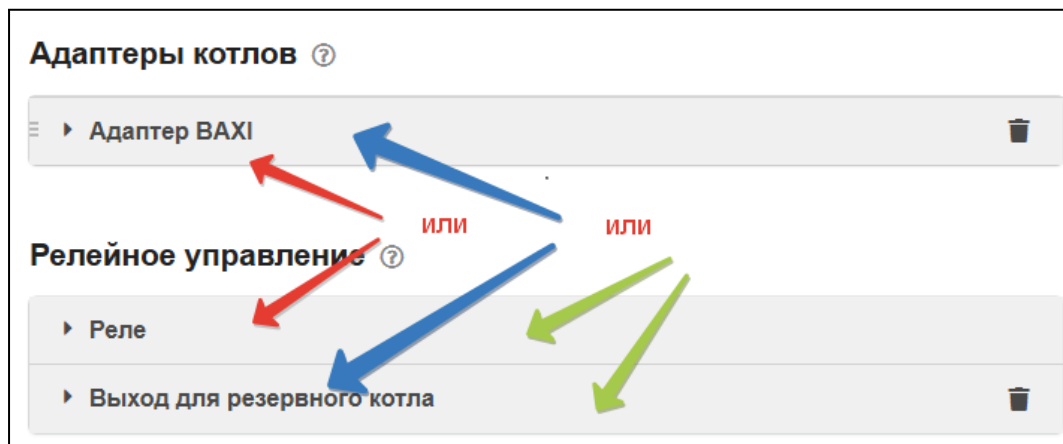 Адаптеры котлов ?
Адаптер BAXI
или
или
Релейное управление ?
Реле
Выход для резервного котла